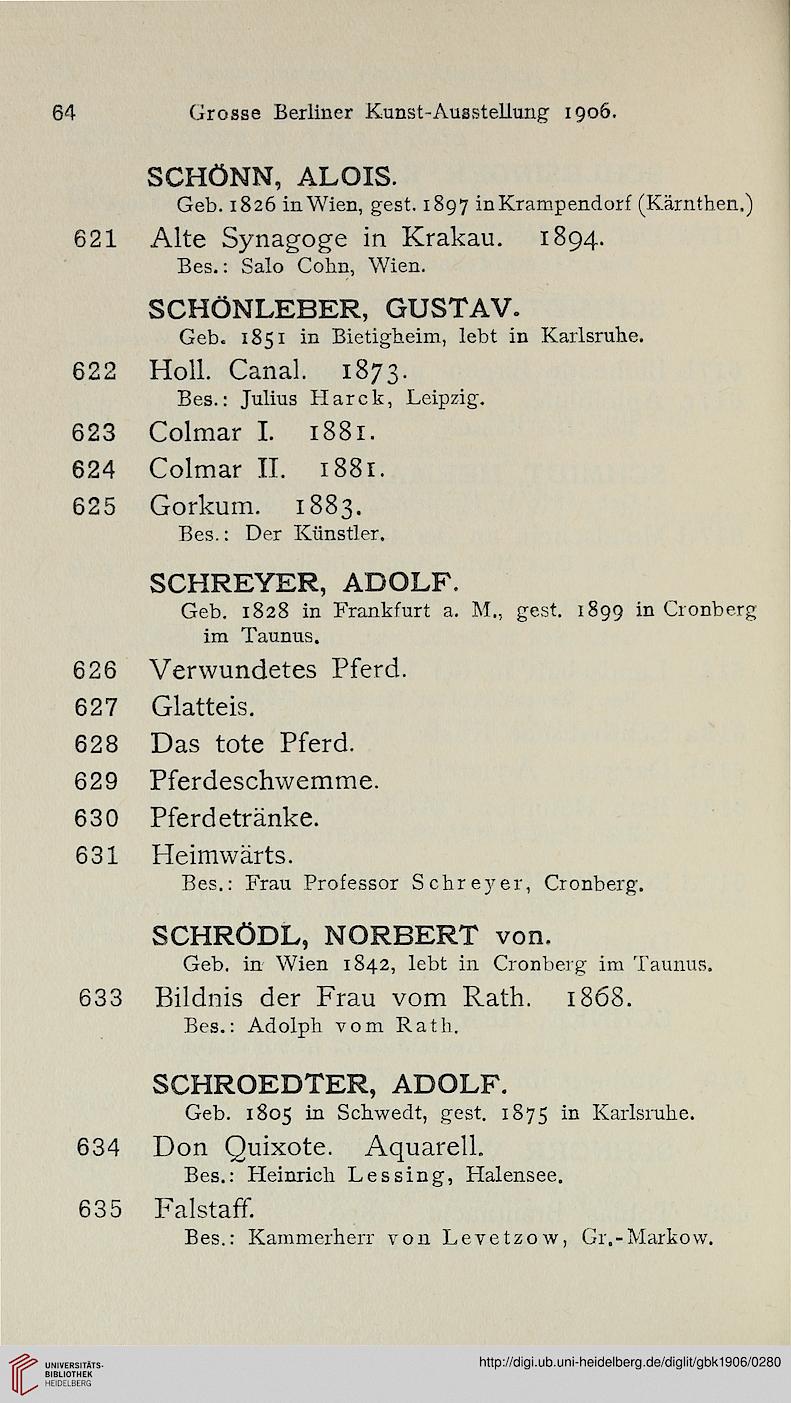 64 Grosse Berliner Kunst-Ausstellung 1906.
SCHÖNN, ALOIS.
Geb. 1826 in Wien, gest. 1897 in Krampendorf (Kärnthen.)
621 Alte Synagoge in Krakau. 1894.
Bes.: Salo Cohn, Wien.
SCHÖNLEBER, GUSTAV.
Geb. 1851 in Bietigheim, lebt in Karlsruhe.
622 Holl. Canal. 1873.
Bes.: Julius Harck, Leipzig.
623 Colmar I. 1881.
624 Colmar II. 1881.
625 Gorkum. 1883.
Bes.: Der Künstler.
SCHREYER, ADOLF.
Geb. 1828 in Frankfurt a. M., gest. 1899 in Cronberg
im Taunus.
626 Verwundetes Pferd.
627 Glatteis.
628 Das tote Pferd.
629 Pferdeschwemme.
630 Pferdetränke.
631 Heimwärts.
Bes.: Frau Professor Schreyer, Cronberg.
SCHRÖDL, NORBERT von.
Geb. in Wien 1842, lebt in Cronberg im Taunus.
633 Bildnis der Frau vom Rath. 1868.
Bes.: Adolph vom Rath.
SCHROEDTER, ADOLF.
Geb. 1805 in Schwedt, gest. 1875 in Karlsruhe.
634 Don Quixote. Aquarell.
Bes.: Heinrich Lessing, Halensee.
635 Falstaff.
Bes.: Kammerherr von Levetzow, Gr.-Markow.
UNIVERSITÄTS-
BIBLIOTHEK
HEIDELBERG
http://digi.ub.uni-heidelberg.de/diglit/gbk1906/0280